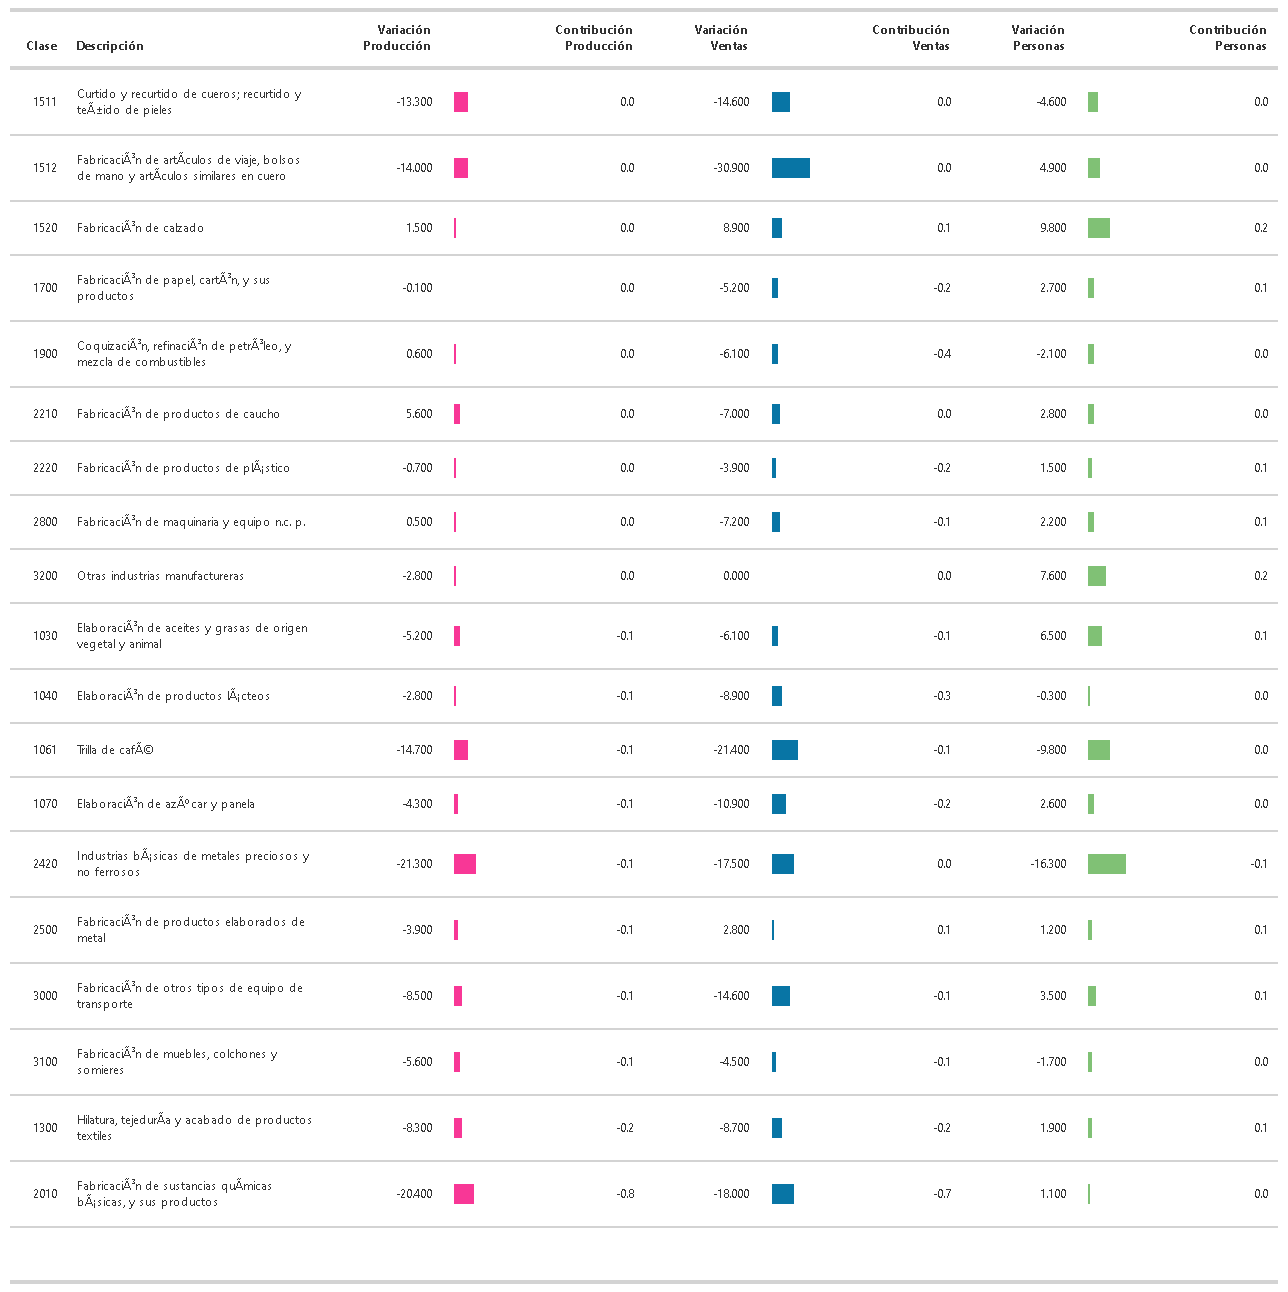 Clase Descripción Variación Producción Contribución Producción Variación Ventas Contribución Ventas Variación Personas Contribución Personas
1511 Curtido y recurtido de cueros; recurtido y teÃ±ido de pieles -13.300 0.0 -14.600 0.0 -4.600 0.0
1512 FabricaciÃ³n de artÃculos de viaje, bolsos de mano y artÃculos similares en cuero -14.000 0.0 -30.900 0.0 4.900 0.0
1520 FabricaciÃ³n de calzado 1.500 0.0 8.900 0.1 9.800 0.2
1700 FabricaciÃ³n de papel, cartÃ³n, y sus productos -0.100 0.0 -5.200 -0.2 2.700 0.1
1900 CoquizaciÃ³n, refinaciÃ³n de petrÃ³leo, y mezcla de combustibles 0.600 0.0 -6.100 -0.4 -2.100 0.0
2210 FabricaciÃ³n de productos de caucho 5.600 0.0 -7.000 0.0 2.800 0.0
2220 FabricaciÃ³n de productos de plÃ¡stico -0.700 0.0 -3.900 -0.2 1.500 0.1
2800 FabricaciÃ³n de maquinaria y equipo n.c. p. 0.500 0.0 -7.200 -0.1 2.200 0.1
3200 Otras industrias manufactureras -2.800 0.0 0.000 0.0 7.600 0.2
1030 ElaboraciÃ³n de aceites y grasas de origen vegetal y animal -5.200 -0.1 -6.100 -0.1 6.500 0.1
1040 ElaboraciÃ³n de productos lÃ¡cteos -2.800 -0.1 -8.900 -0.3 -0.300 0.0
1061 Trilla de cafÃ© -14.700 -0.1 -21.400 -0.1 -9.800 0.0
1070 ElaboraciÃ³n de azÃºcar y panela -4.300 -0.1 -10.900 -0.2 2.600 0.0
2420 Industrias bÃ¡sicas de metales preciosos y no ferrosos -21.300 -0.1 -17.500 0.0 -16.300 -0.1
2500 FabricaciÃ³n de productos elaborados de metal -3.900 -0.1 2.800 0.1 1.200 0.1
3000 FabricaciÃ³n de otros tipos de equipo de transporte -8.500 -0.1 -14.600 -0.1 3.500 0.1
3100 FabricaciÃ³n de muebles, colchones y somieres -5.600 -0.1 -4.500 -0.1 -1.700 0.0
1300 Hilatura, tejedurÃa y acabado de productos textiles -8.300 -0.2 -8.700 -0.2 1.900 0.1
2010 FabricaciÃ³n de sustancias quÃmicas bÃ¡sicas, y sus productos -20.400 -0.8 -18.000 -0.7 1.100 0.0